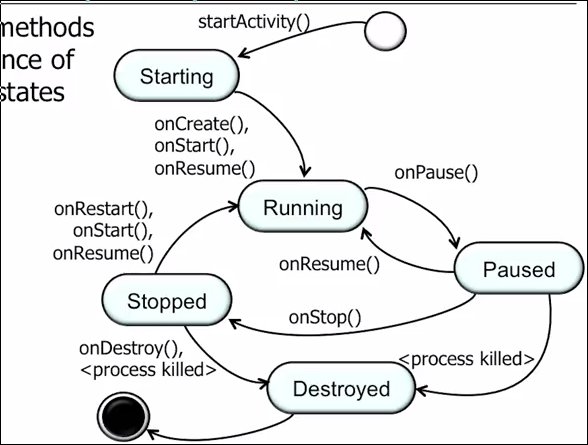 methods
nce of
states
startActivity()
Starting
onCreate(),
onStart(),
onResume()
onPause()
Running
onRestart(),
onStart(),
onResume()
onResume()
Paused
Stopped
onStop()
onDestroy(),
<process killed>
<process killed>
Destroyed